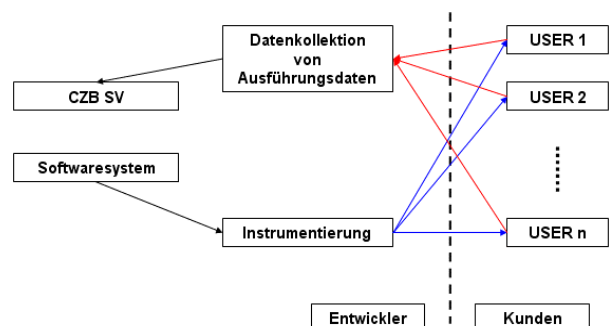 Datenkollektion
von
Ausführungsdaten
USER 1
CZB SV
USER 2
Softwaresystem
Instrumentierung
USER n
Entwickler
Kunden